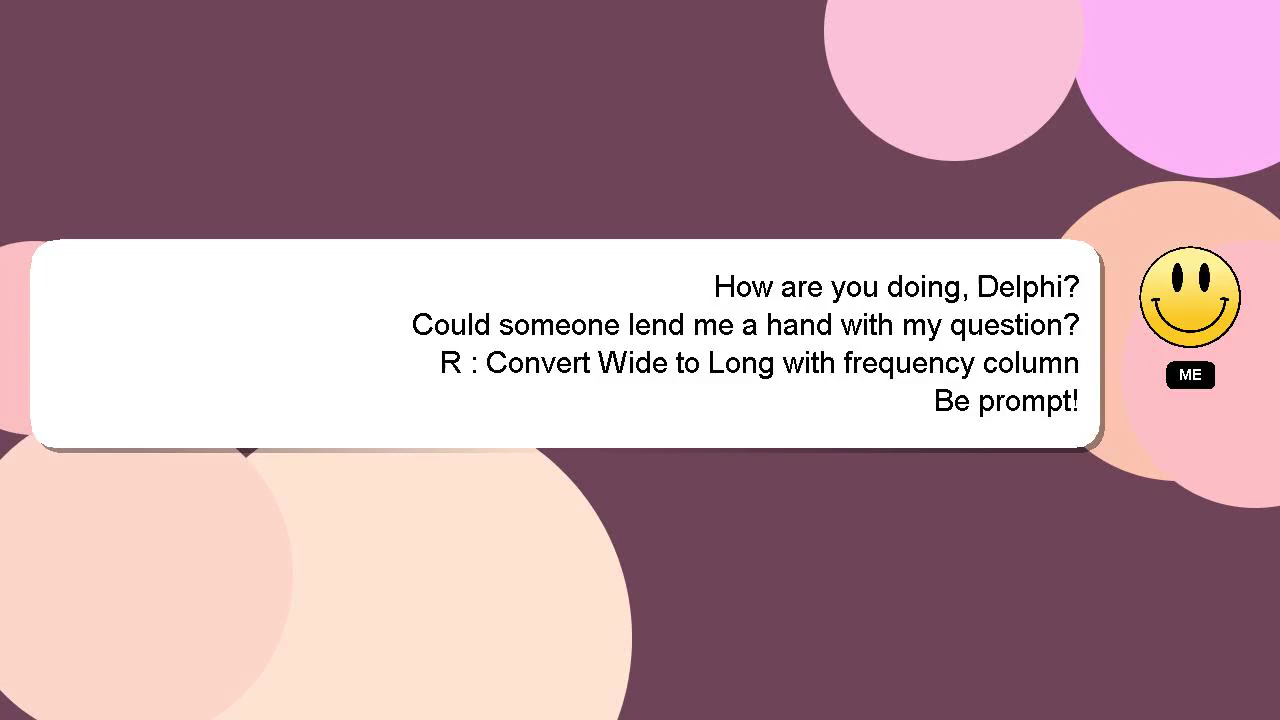 How are you doing, Delphi?
Could someone lend me a hand with my question?
R : Convert Wide to Long with frequency column
Be prompt!
ME